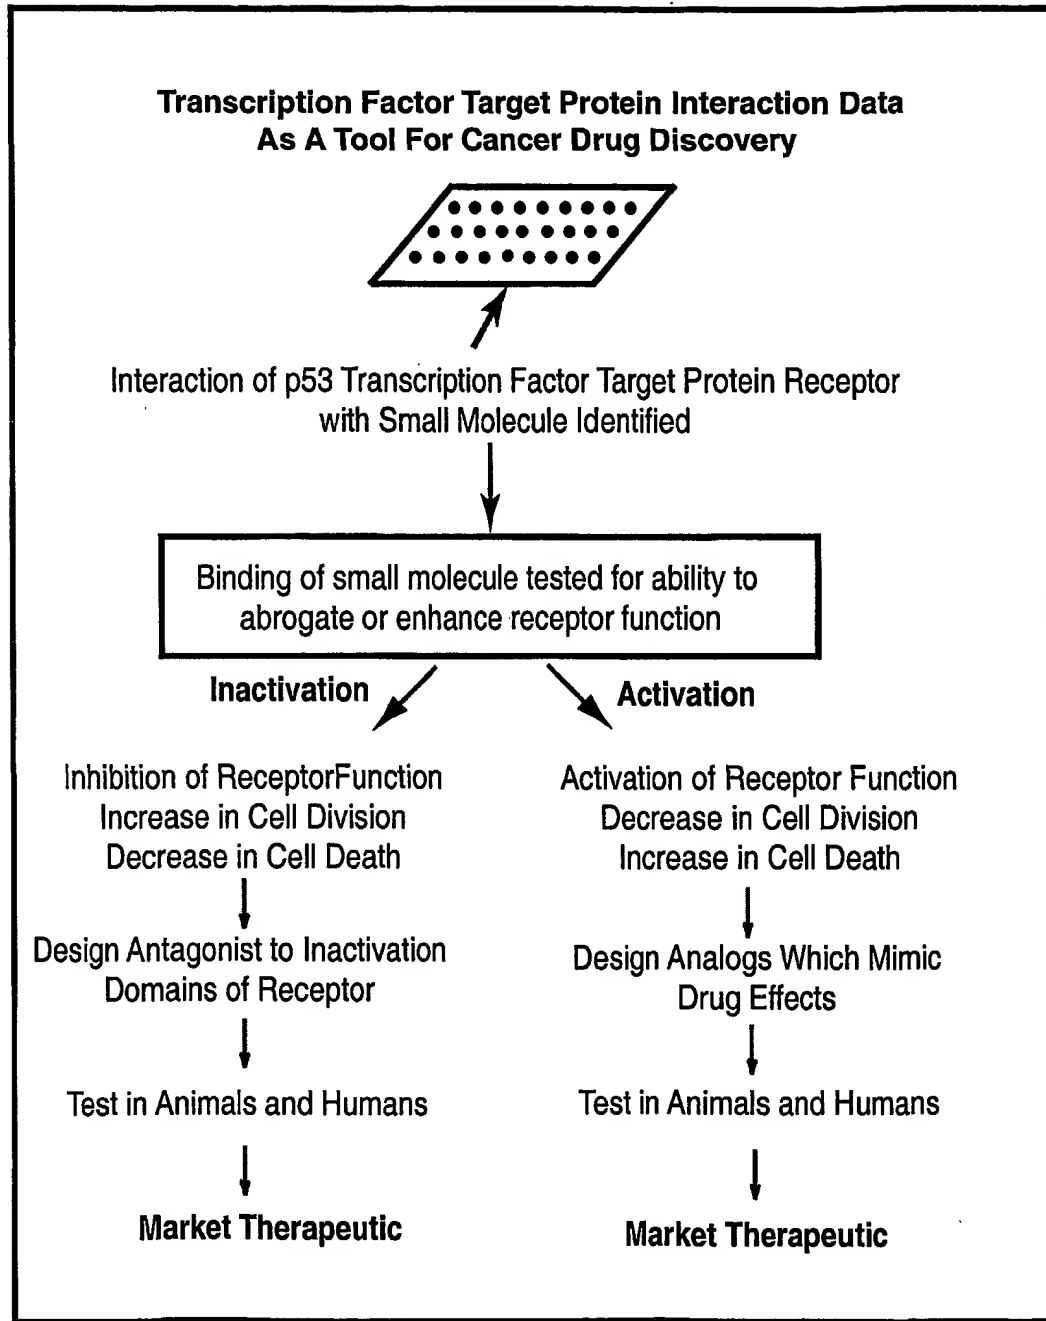 Transcription Factor Target Protein Interaction Data
As A Tool For Cancer Drug Discovery
Interaction of p53 Transcription Factor Target Protein Receptor
with Small Molecule Identified
Binding of small molecule tested for ability to
abrogate or enhance receptor function
Inactivation
Activation
Inhibition of ReceptorFunction
Increase in Cell Division
Decrease in Cell Death
Activation of Receptor Function
Decrease in Cell Division
Increase in Cell Death
Design Antagonist to Inactivation
Domains of Receptor
Design Analogs Which Mimic
Drug Effects
Test in Animals and Humans
Test in Animals and Humans
Market Therapeutic
Market Therapeutic